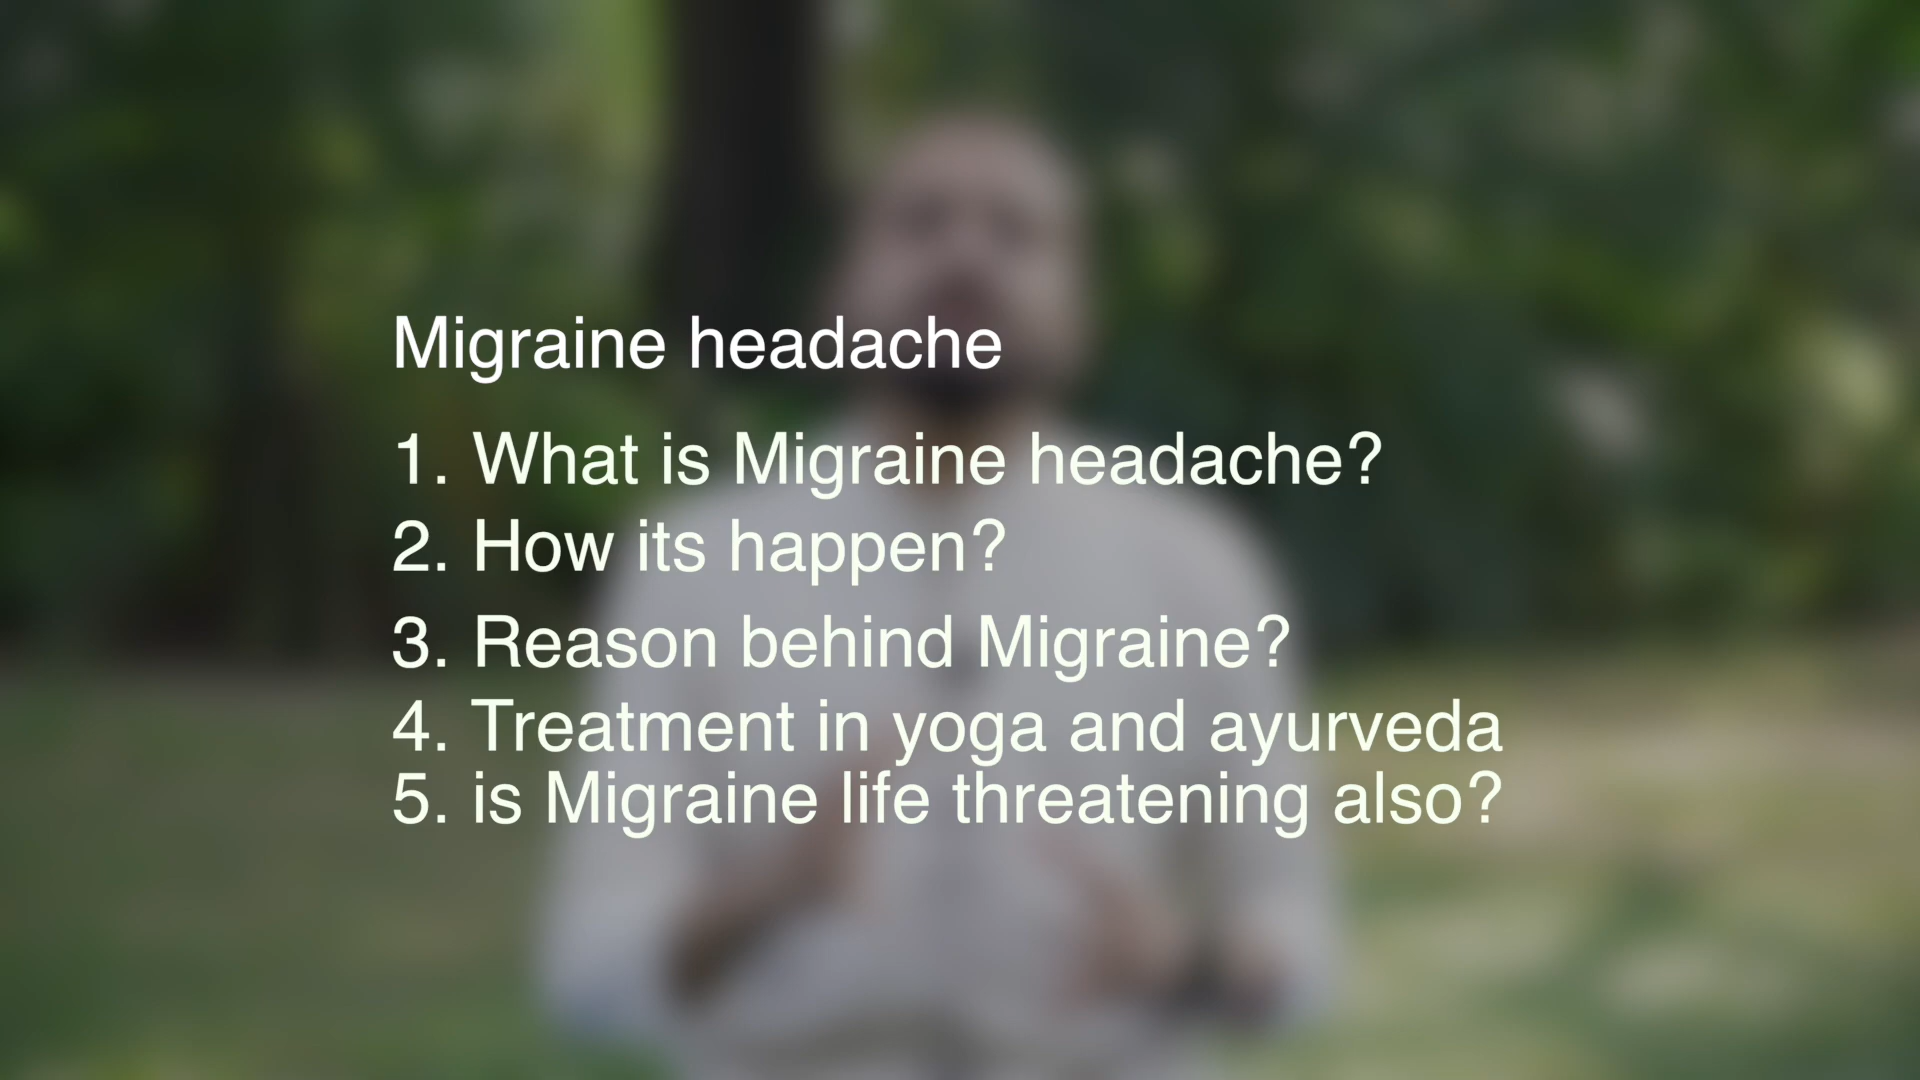 Migraine headache
1. What is Migraine headache?
2. How its happen?
3. Reason behind Migraine?
4. Treatment in yoga and ayurveda
5. is Migraine life threatening also?